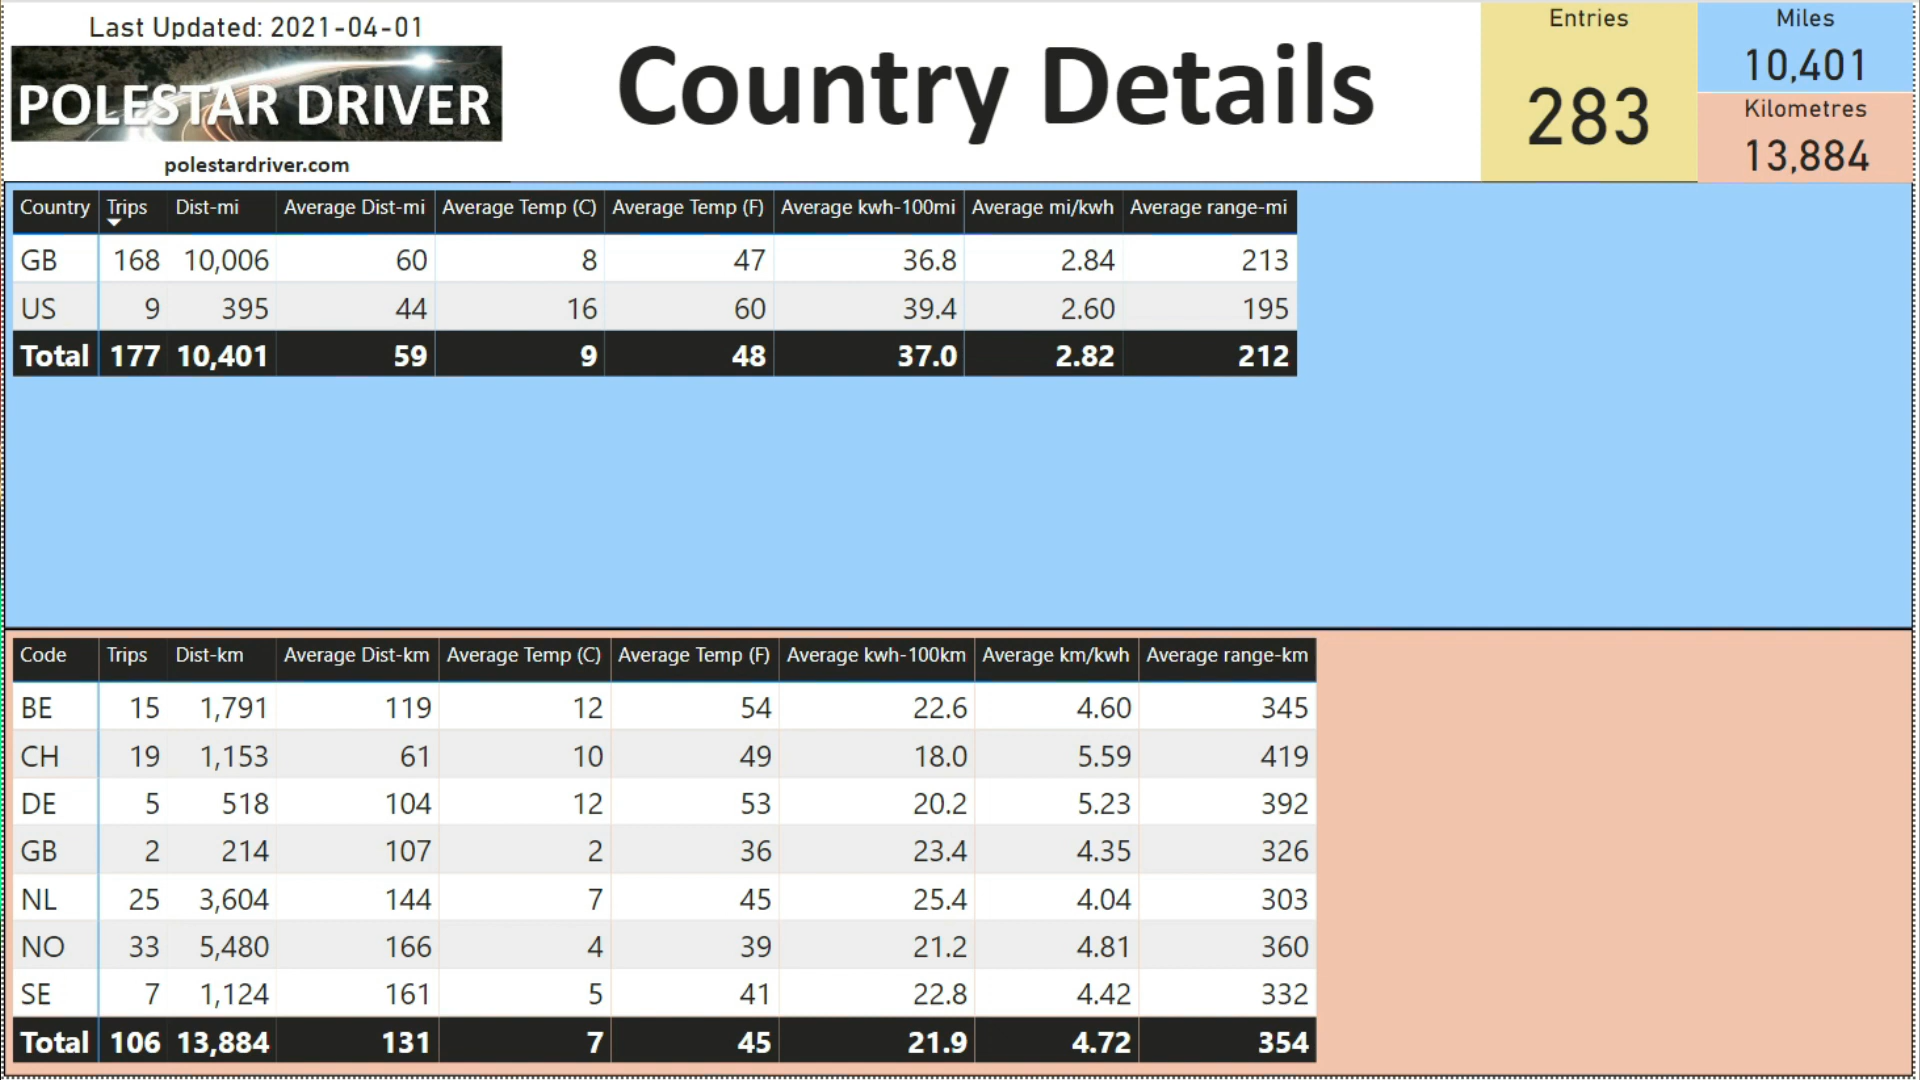 Last Updated: 2021-04-01
POLESTAR DRIVER
polestardriver.com
Country Details
Entries
283
Miles
10,401
Kilometres
13,884
Country Trips Dist-mi Average Dist-mi Average Temp (C) Average Temp (F) Average kwh-100mi Average mi/kwh Average range-mi
GB 168 10,006 60 8 47 36.8 2.84 213
US 9 395 44 16 60 39.4 2.60 195
Total 177 10,401 59 9 48 37.0 2.82 212
Code Trips Dist-km Average Dist-km Average Temp (C) Average Temp (F) Average kwh-100km Average km/kwh Average range-km
BE 15 1,791 119 12 54 22.6 4.60 345
CH 19 1,153 61 10 49 18.0 5.59 419
DE 5 518 104 12 53 20.2 5.23 392
GB 2 214 107 2 36 23.4 4.35 326
NL 25 3,604 144 7 45 25.4 4.04 303
NO 33 5,480 166 4 39 21.2 4.81 360
SE 7 1,124 161 5 41 22.8 4.42 332
Total 106 13,884 131 7 45 21.9 4.72 354